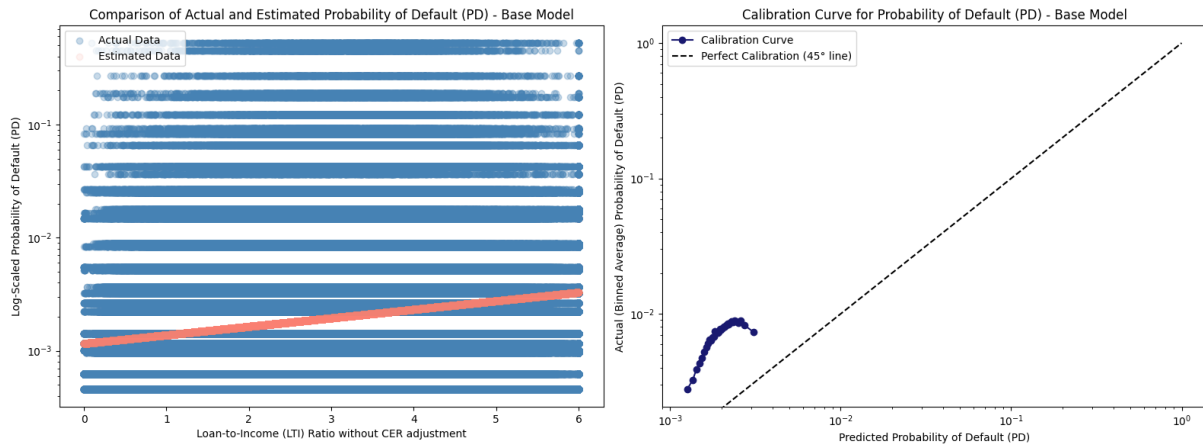 Comparison of Actual and Estimated Probability of Default (PD) - Base Model
Actual Data
Estimated Data
Log-Scaled Probability of Default (PD)
10⁻¹
10⁻²
10⁻³
0 1 2 3 4 5 6
Loan-to-Income (LTI) Ratio without CER adjustment
Calibration Curve for Probability of Default (PD) - Base Model
Calibration Curve
Perfect Calibration (45° line)
Actual (Binned Average) Probability of Default (PD)
10⁰
10⁻¹
10⁻²
10⁻³ 10⁻² 10⁻¹ 10⁰
Predicted Probability of Default (PD)